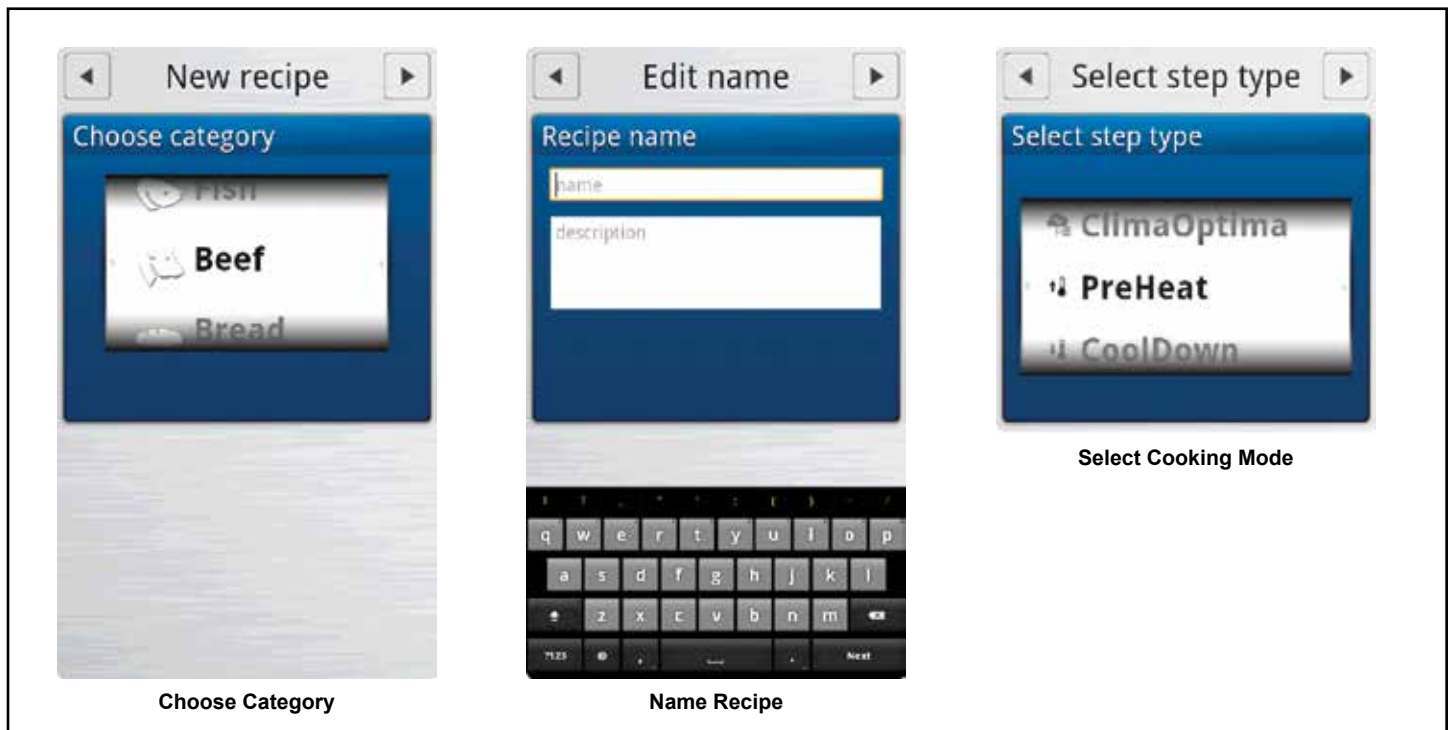 New recipe
Choose category
Fish
Beef
Bread
Choose Category
Edit name
Recipe name
name
description
q w e r t y u i o p
a s d f g h j k l
z x c v b n m
?123 @ , . Next
Name Recipe
Select step type
Select step type
ClimaOptima
PreHeat
CoolDown
Select Cooking Mode